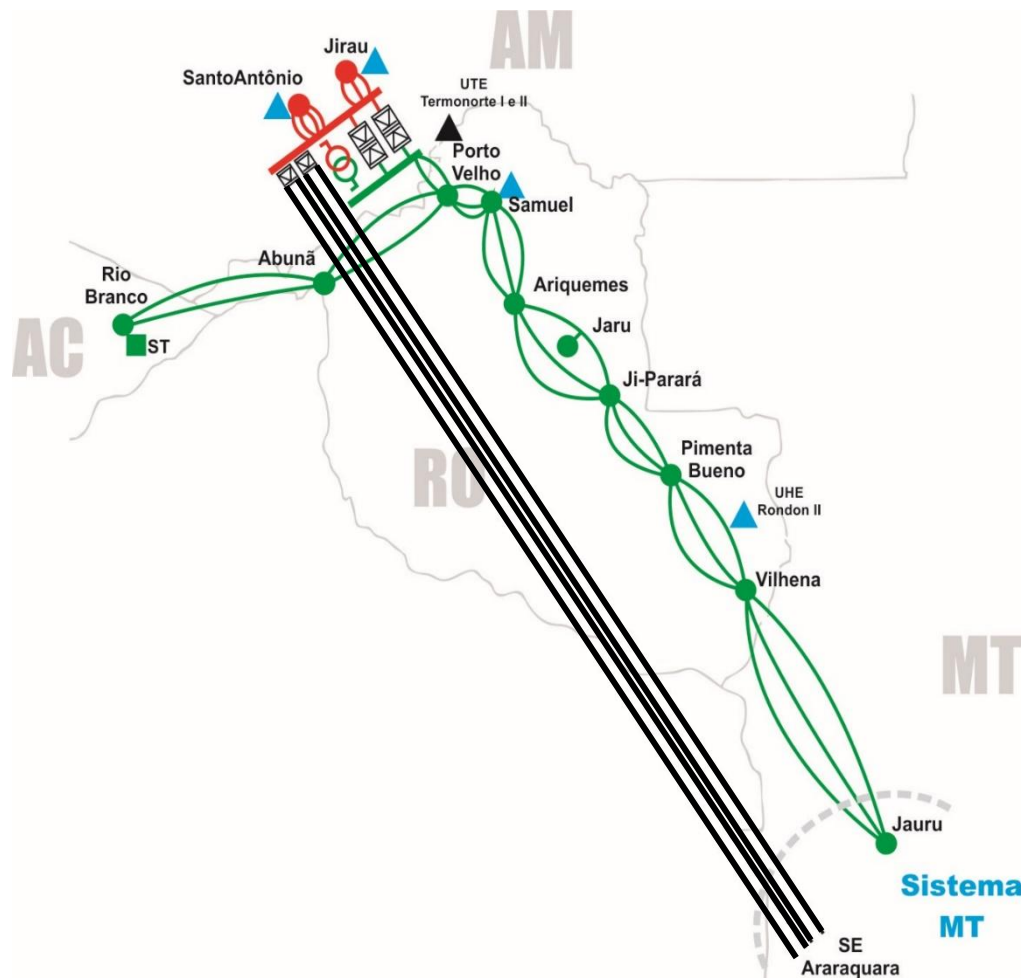 AM
Jirau
SantoAntônio
UTE
Termonorte I e II
Porto
Velho
Samuel
Abunã
Rio
Branco
ST
AC
Ariquemes
Jaru
Ji-Parará
RO
Pimenta
Bueno
UHE
Rondon II
Vilhena
MT
Jauru
Sistema
MT
SE
Araraquara